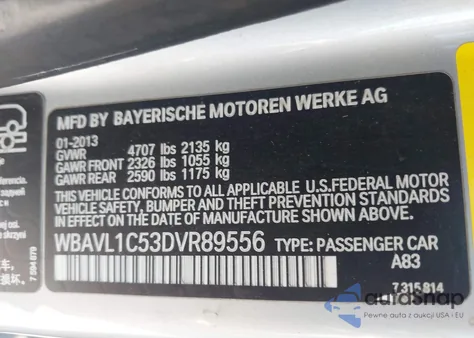 MFD BY BAYERISCHE MOTOREN WERKE AG
01-2013
GVWR 4707 lbs 2135 kg
GAWR FRONT 2326 lbs 1055 kg
GAWR REAR 2590 lbs 1175 kg
THIS VEHICLE CONFORMS TO ALL APPLICABLE U.S.FEDERAL MOTOR
VEHICLE SAFETY, BUMPER AND THEFT PREVENTION STANDARDS
IN EFFECT ON THE DATE OF MANUFACTURE SHOWN ABOVE.
WBAVL1C53DVR89556 TYPE: PASSENGER CAR
A83
7 315 814
7 594 879
autoSnap
Pewne auta z aukcji USA - EU